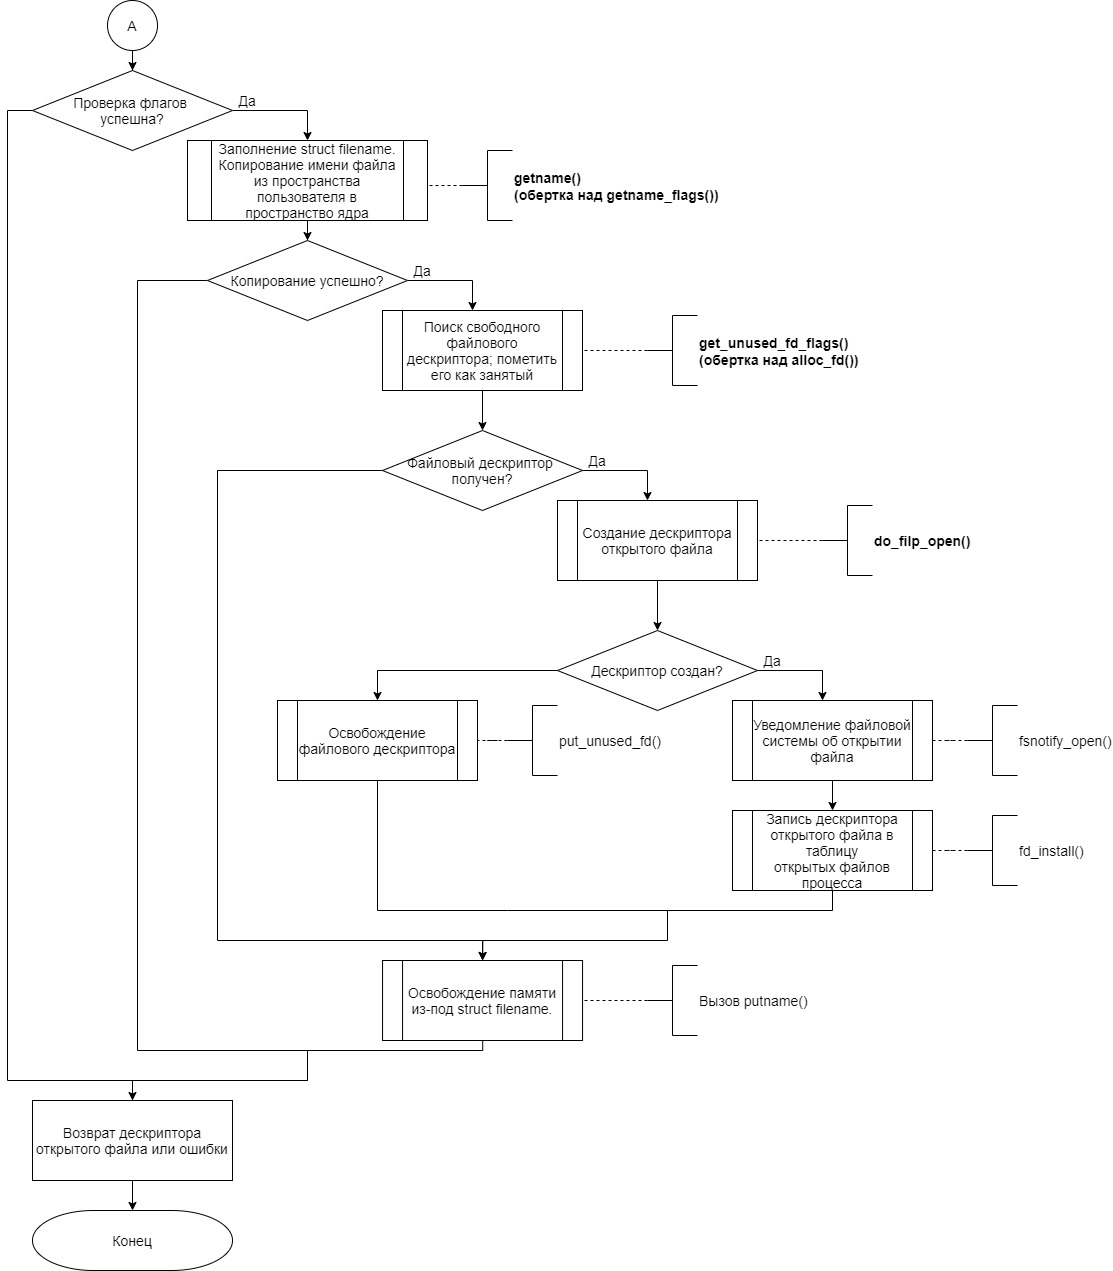 А
Проверка флагов
успешна?
Да
Заполнение struct filename.
Копирование имени файла
из пространства
пользователя в
пространство ядра
getname()
(обертка над getname_flags())
Копирование успешно?
Да
Поиск свободного
файлового
дескриптора; пометить
его как занятый
get_unused_fd_flags()
(обертка над alloc_fd())
Файловый дескриптор
получен?
Да
Создание дескриптора
открытого файла
do_filp_open()
Дескриптор создан?
Да
Освобождение
файлового дескриптора
put_unused_fd()
Уведомление файловой
системы об открытии
файла
fsnotify_open()
Запись дескриптора
открытого файла в
таблицу
открытых файлов
процесса
fd_install()
Освобождение памяти
из-под struct filename.
Вызов putname()
Возврат дескриптора
открытого файла или ошибки
Конец